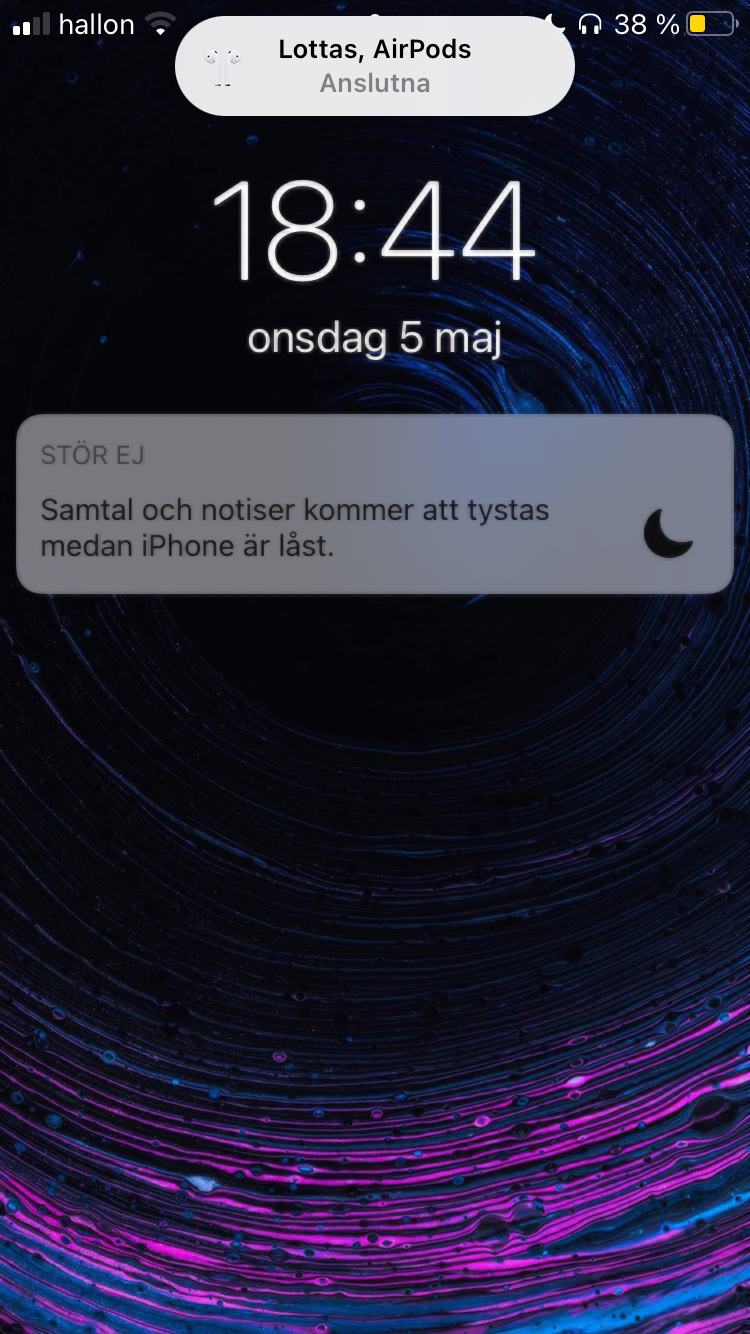 hallon 38 %
Lottas, AirPods
Anslutna
18:44
onsdag 5 maj
STÖR EJ
Samtal och notiser kommer att tystas
medan iPhone är låst.